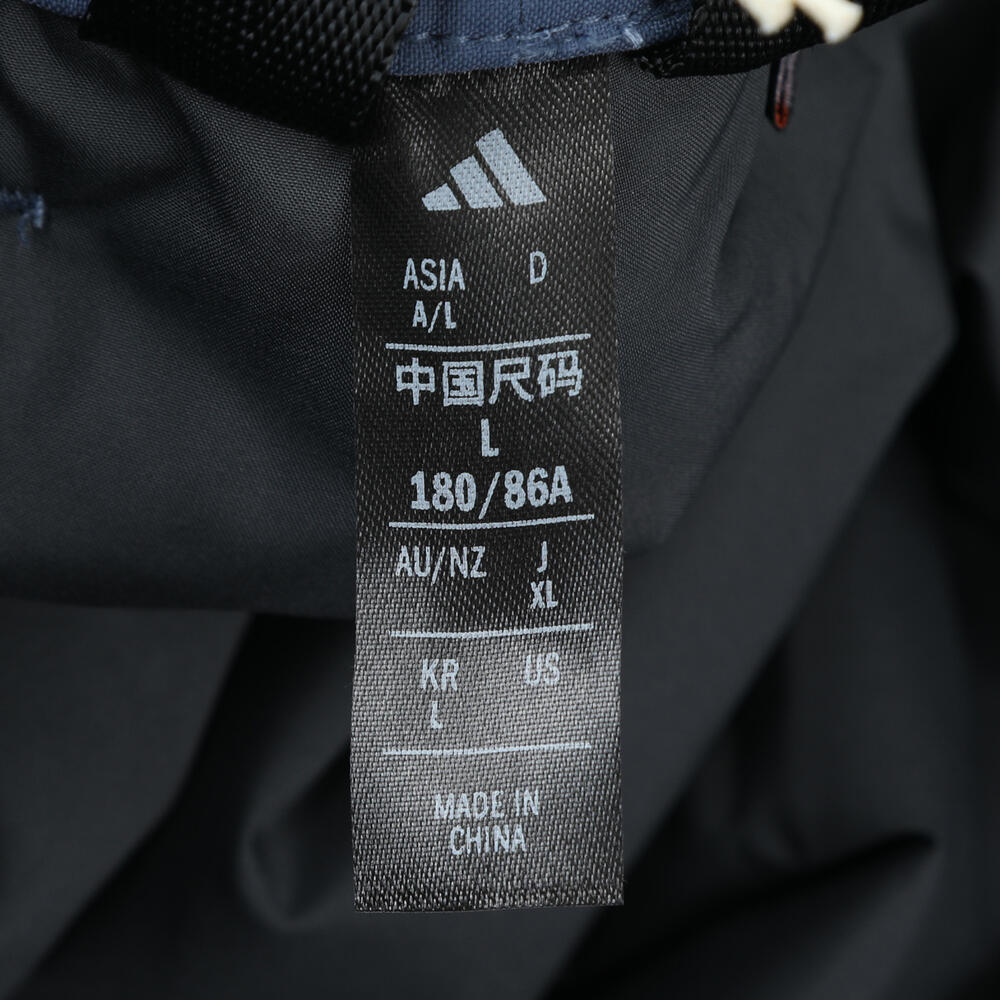 ASIA D
A/L
中国尺码
L
180/86A
AU/NZ J
XL
KR US
L
MADE IN
CHINA